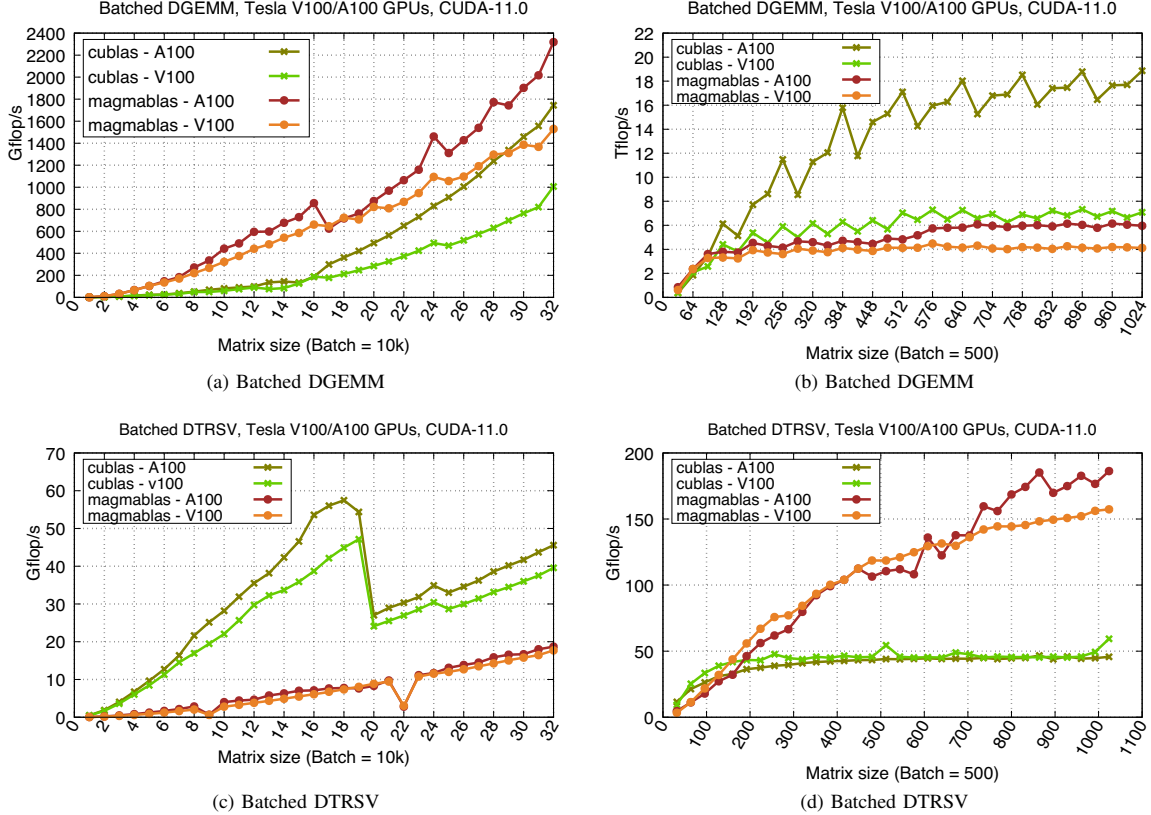 Batched DGEMM, Tesla V100/A100 GPUs, CUDA-11.0
2400
2200
2000
1800
1600
1400
1200
1000
800
600
400
200
0
Gflop/s
cublas - A100
cublas - V100
magmablas - A100
magmablas - V100
0 2 4 6 8 10 12 14 16 18 20 22 24 26 28 30 32
Matrix size (Batch = 10k)
(a) Batched DGEMM
Batched DGEMM, Tesla V100/A100 GPUs, CUDA-11.0
22
20
18
16
14
12
10
8
6
4
2
0
Tflop/s
cublas - A100
cublas - V100
magmablas - A100
magmablas - V100
64 128 192 256 320 384 448 512 576 640 704 768 832 896 960 1024
Matrix size (Batch = 500)
(b) Batched DGEMM
Batched DTRSV, Tesla V100/A100 GPUs, CUDA-11.0
70
60
50
40
30
20
10
0
Gflop/s
cublas - A100
cublas - v100
magmablas - A100
magmablas - V100
0 2 4 6 8 10 12 14 16 18 20 22 24 26 28 30 32
Matrix size (Batch = 10k)
(c) Batched DTRSV
Batched DTRSV, Tesla V100/A100 GPUs, CUDA-11.0
200
150
100
50
0
Gflop/s
cublas - A100
cublas - V100
magmablas - A100
magmablas - V100
0 100 200 300 400 500 600 700 800 900 1000 1100
Matrix size (Batch = 500)
(d) Batched DTRSV